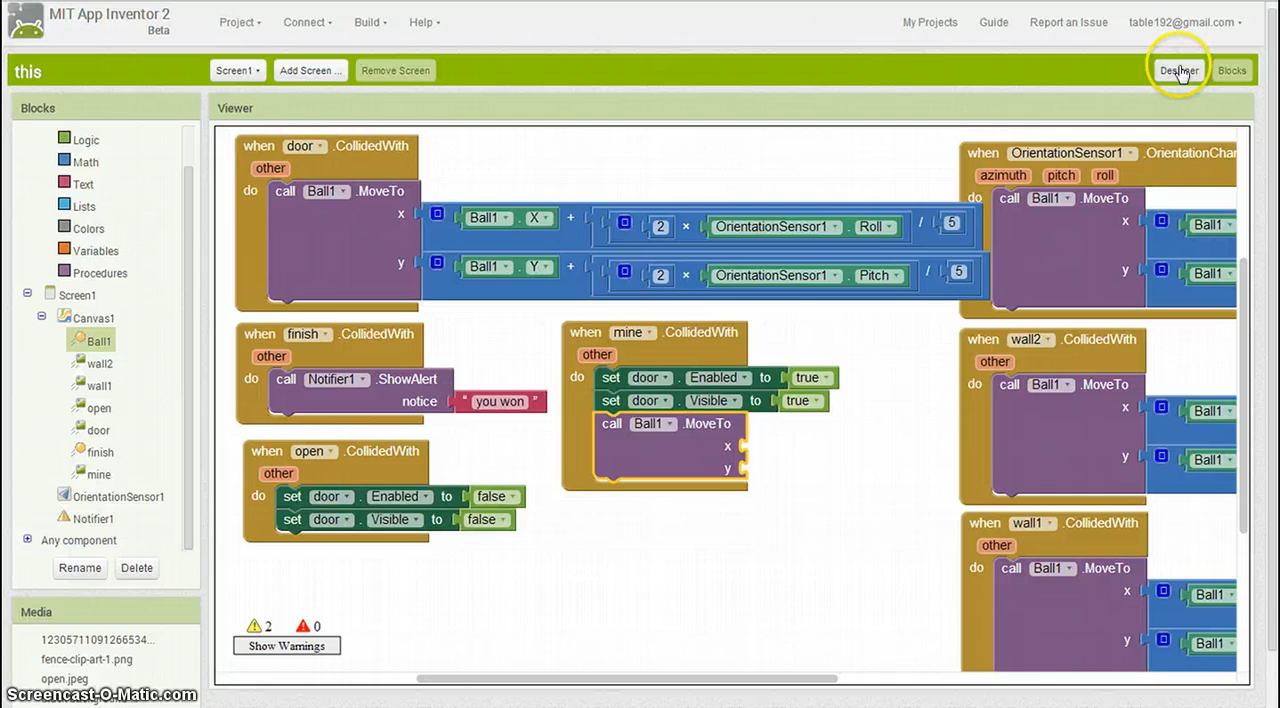 MIT App Inventor 2
Beta
Project Connect Build Help
My Projects Guide Report an Issue table192@gmail.com
this
Screen1 Add Screen ... Remove Screen
Designer Blocks
Blocks
Logic
Math
Text
Lists
Colors
Variables
Procedures
Screen1
Canvas1
Ball1
wall2
wall1
open
door
finish
mine
OrientationSensor1
Notifier1
Any component
Rename Delete
Media
12305711091266534...
fence-clip-art-1.png
open.jpeg
Viewer
when door .CollidedWith
other
do call Ball1 .MoveTo
x Ball1 . X + 2 × OrientationSensor1 . Roll / 5
y Ball1 . Y + 2 × OrientationSensor1 . Pitch / 5
when finish .CollidedWith
other
do call Notifier1 .ShowAlert
notice " you won "
when open .CollidedWith
other
do set door . Enabled to false
set door . Visible to false
when mine .CollidedWith
other
do set door . Enabled to true
set door . Visible to true
call Ball1 .MoveTo
x
y
when OrientationSensor1 .OrientationChan
azimuth pitch roll
do call Ball1 .MoveTo
x Ball1
y Ball1
when wall2 .CollidedWith
other
do call Ball1 .MoveTo
x Ball1
y Ball1
when wall1 .CollidedWith
other
do call Ball1 .MoveTo
x Ball1
y Ball1
2 0
Show Warnings
Screencast-O-Matic.com